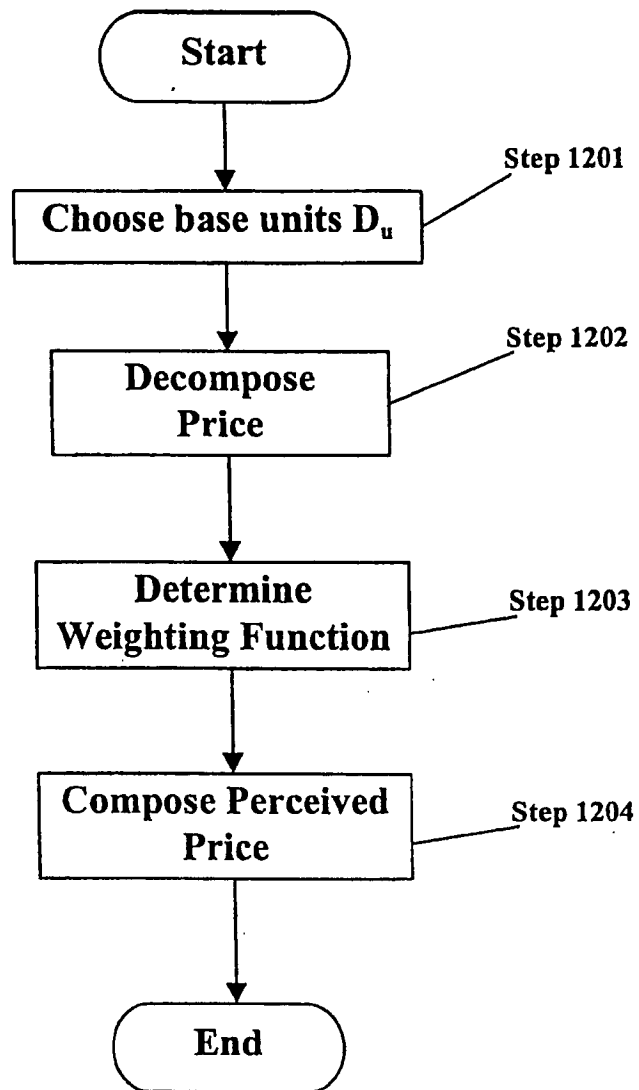 Start
Step 1201
Choose base units Dᵤ
Step 1202
Decompose
Price
Determine
Weighting Function
Step 1203
Compose Perceived
Price
Step 1204
End